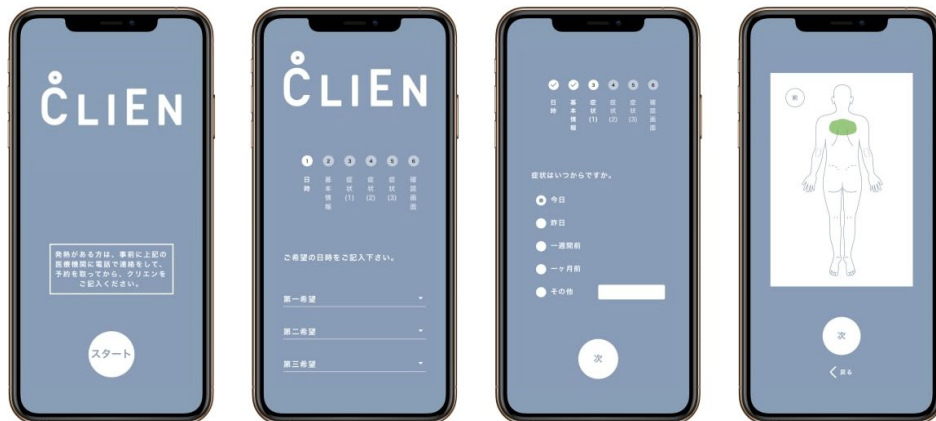 CLIEN
発熱がある方は、事前に上記の
医療機関に電話で連絡をして、
予約を取ってから、クリエンを
ご記入ください。
スタート
CLIEN
1 2 3 4 5 6
日時
基本情報
症状(1)
症状(2)
症状(3)
確認画面
ご希望の日時をご記入下さい。
第一希望
第二希望
第三希望
3 4 5 6
日時
基本情報
症状(1)
症状(2)
症状(3)
確認画面
症状はいつからですか。
今日
昨日
一週間前
一ヶ月前
その他
次
次
戻る